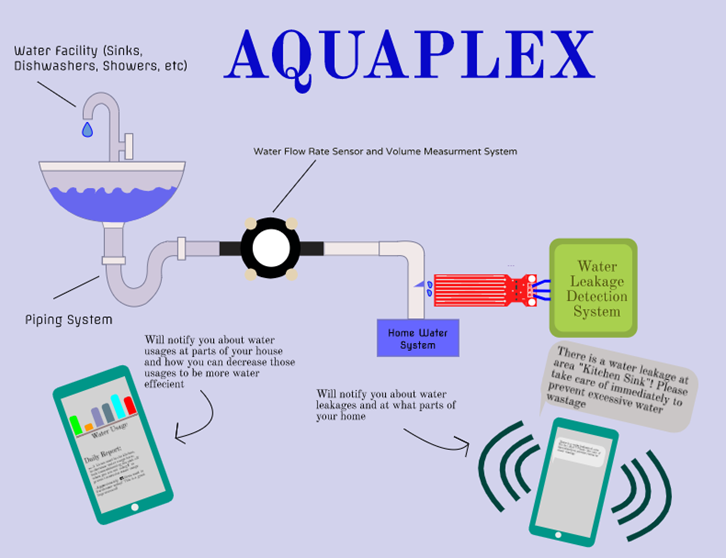 AQUAPLEX
Water Facility (Sinks,
Dishwashers, Showers, etc)
Water Flow Rate Sensor and Volume Measurment System
Piping System
Home Water
System
Water
Leakage
Detection
System
Will notify you about water
usages at parts of your house
and how you can decrease those
usages to be more water
effecient
Will notify you about water
leakages and at what parts of
your home
There is a water leakage at
area "Kitchen Sink"! Please
take care of immediately to
prevent excessive water
wastage
Water Usage
Daily Report: